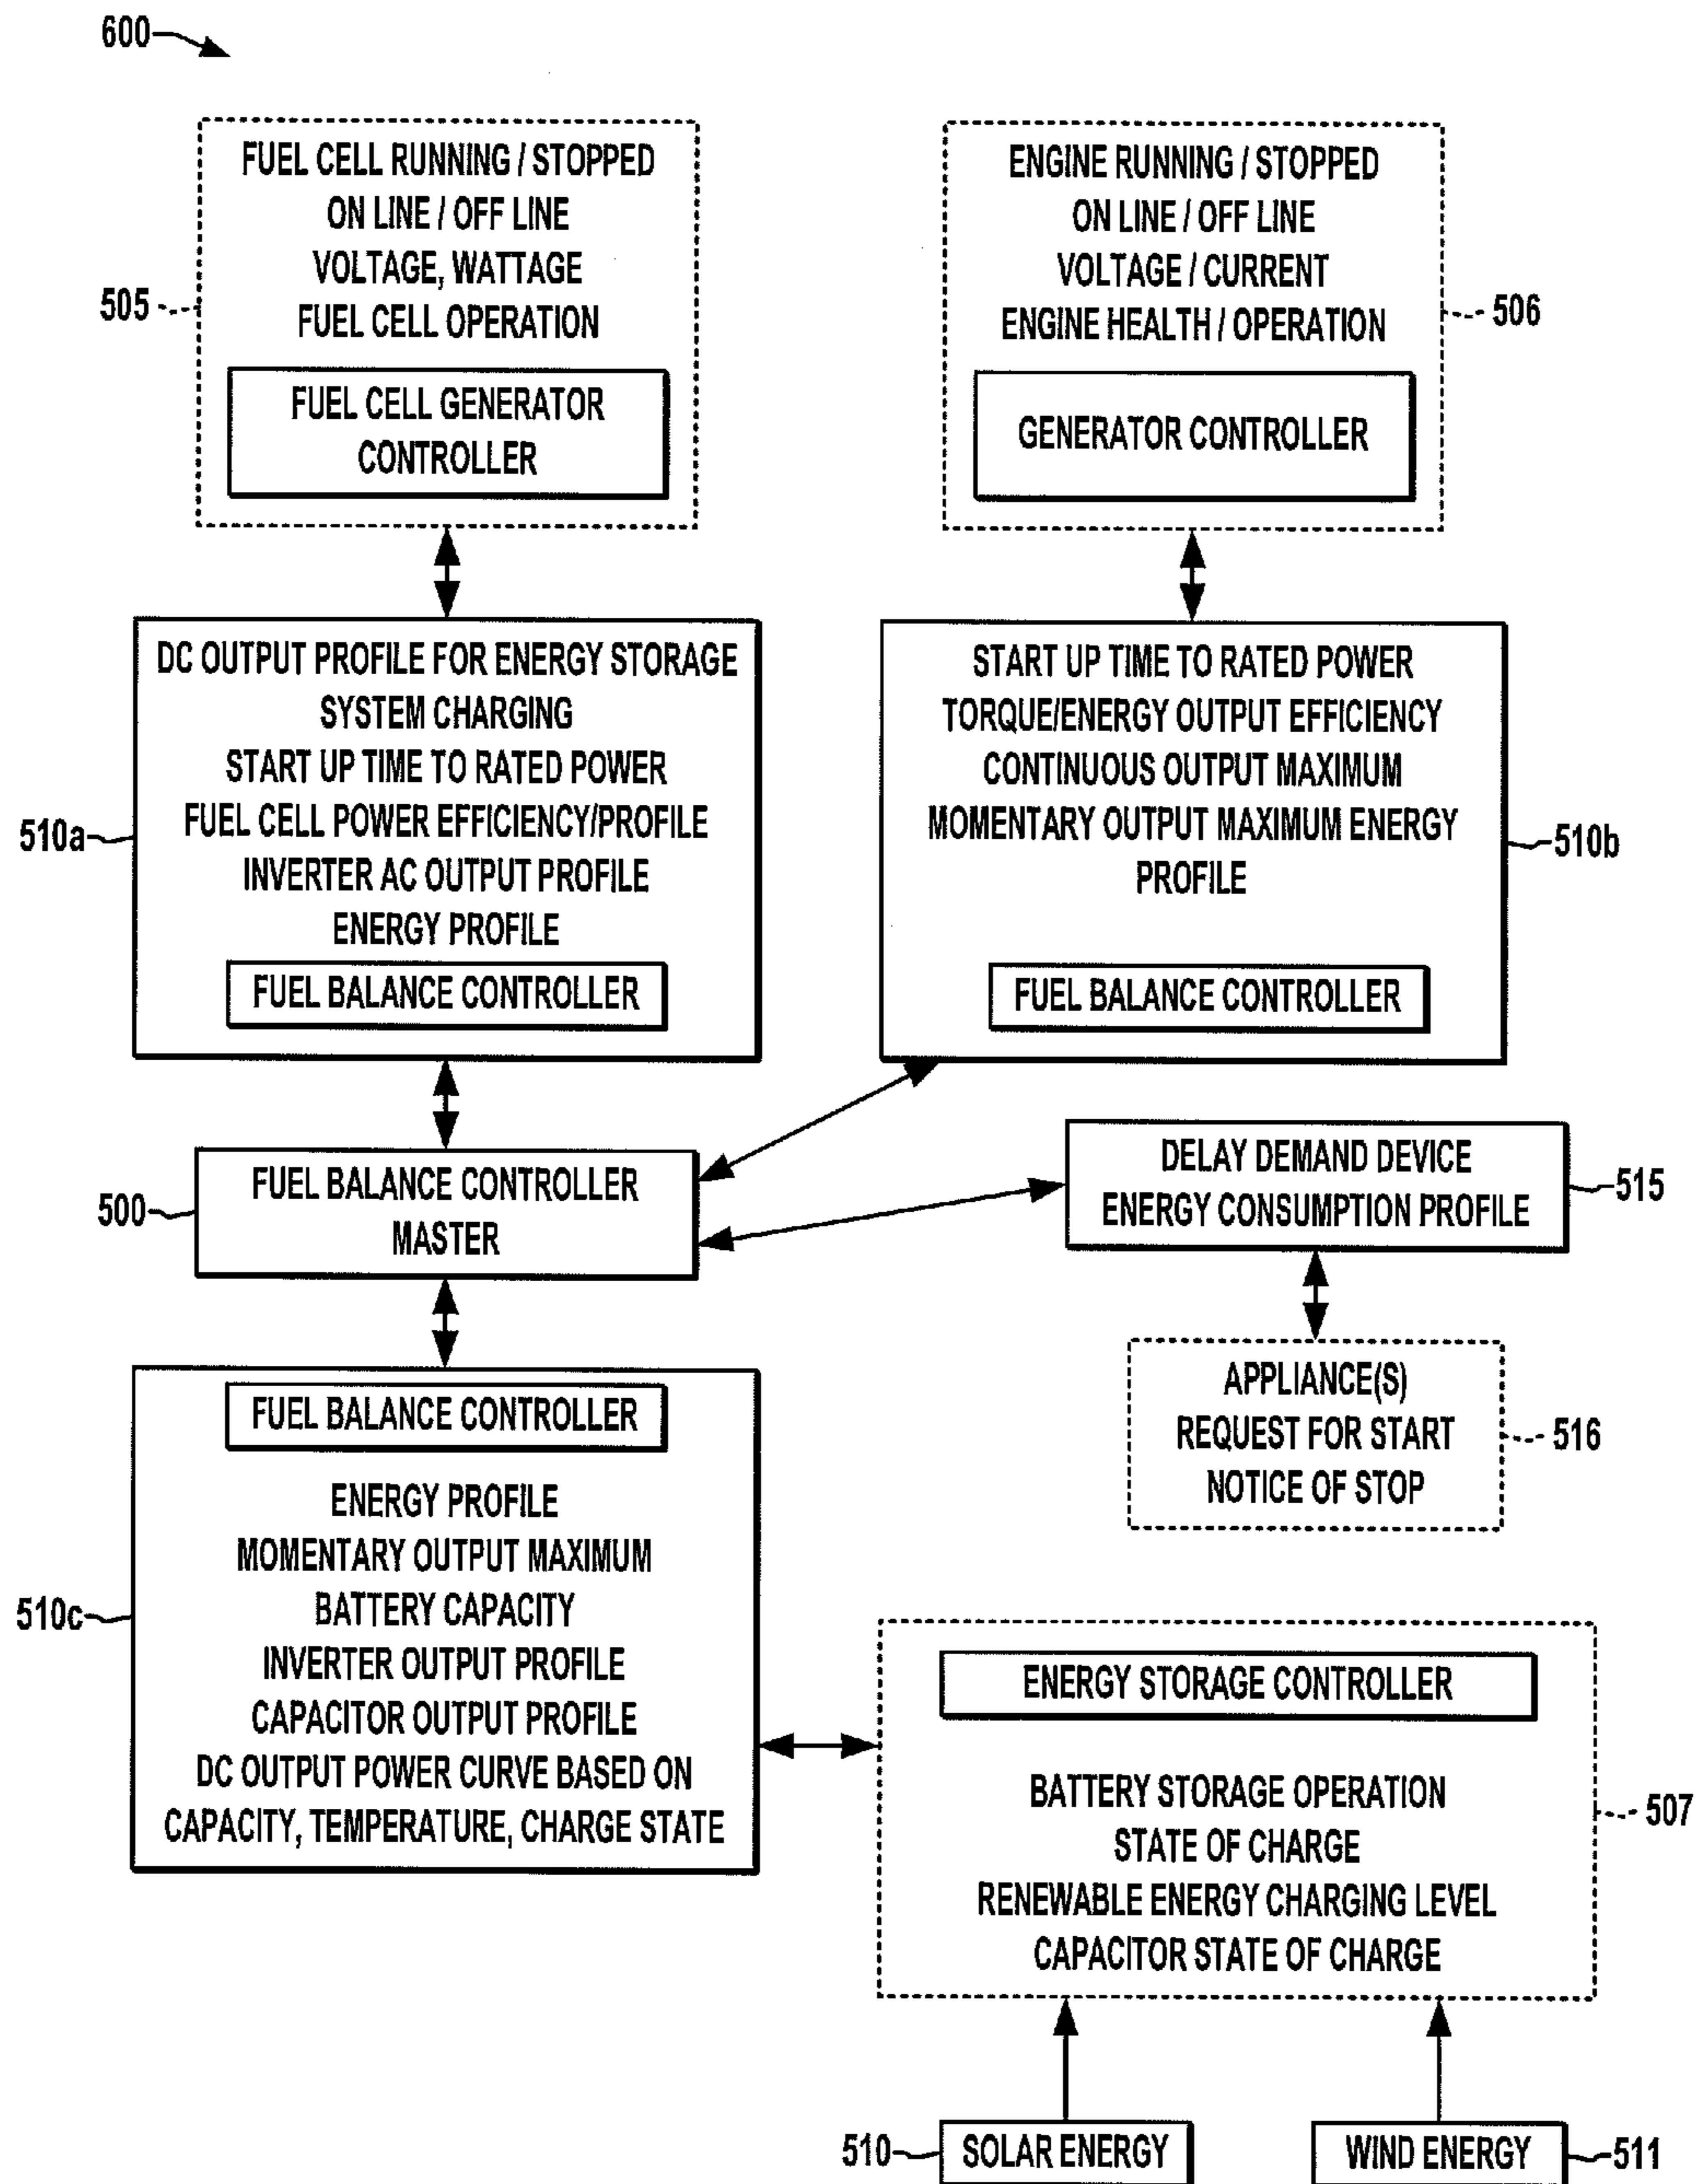 600
FUEL CELL RUNNING / STOPPED
ON LINE / OFF LINE
VOLTAGE, WATTAGE
FUEL CELL OPERATION
FUEL CELL GENERATOR
CONTROLLER
505
ENGINE RUNNING / STOPPED
ON LINE / OFF LINE
VOLTAGE / CURRENT
ENGINE HEALTH / OPERATION
GENERATOR CONTROLLER
506
DC OUTPUT PROFILE FOR ENERGY STORAGE
SYSTEM CHARGING
START UP TIME TO RATED POWER
FUEL CELL POWER EFFICIENCY/PROFILE
INVERTER AC OUTPUT PROFILE
ENERGY PROFILE
FUEL BALANCE CONTROLLER
510a
START UP TIME TO RATED POWER
TORQUE/ENERGY OUTPUT EFFICIENCY
CONTINUOUS OUTPUT MAXIMUM
MOMENTARY OUTPUT MAXIMUM ENERGY
PROFILE
FUEL BALANCE CONTROLLER
510b
FUEL BALANCE CONTROLLER
MASTER
500
DELAY DEMAND DEVICE
ENERGY CONSUMPTION PROFILE
515
APPLIANCE(S)
REQUEST FOR START
NOTICE OF STOP
516
FUEL BALANCE CONTROLLER
ENERGY PROFILE
MOMENTARY OUTPUT MAXIMUM
BATTERY CAPACITY
INVERTER OUTPUT PROFILE
CAPACITOR OUTPUT PROFILE
DC OUTPUT POWER CURVE BASED ON
CAPACITY, TEMPERATURE, CHARGE STATE
510c
ENERGY STORAGE CONTROLLER
BATTERY STORAGE OPERATION
STATE OF CHARGE
RENEWABLE ENERGY CHARGING LEVEL
CAPACITOR STATE OF CHARGE
507
510
SOLAR ENERGY
WIND ENERGY
511